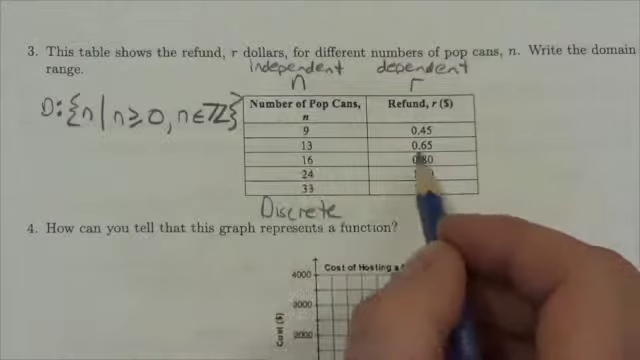 3. This table shows the refund, r dollars, for different numbers of pop cans, n. Write the domain
range.
independent dependent
n r
D: {n | n ≥ 0, n ∈ ℤ}
Number of Pop Cans, n Refund, r ($)
9 0.45
13 0.65
16 0.80
24
33
Discrete
4. How can you tell that this graph represents a function?
Cost of Hosting a
4000
3000
2000
Cost ($)